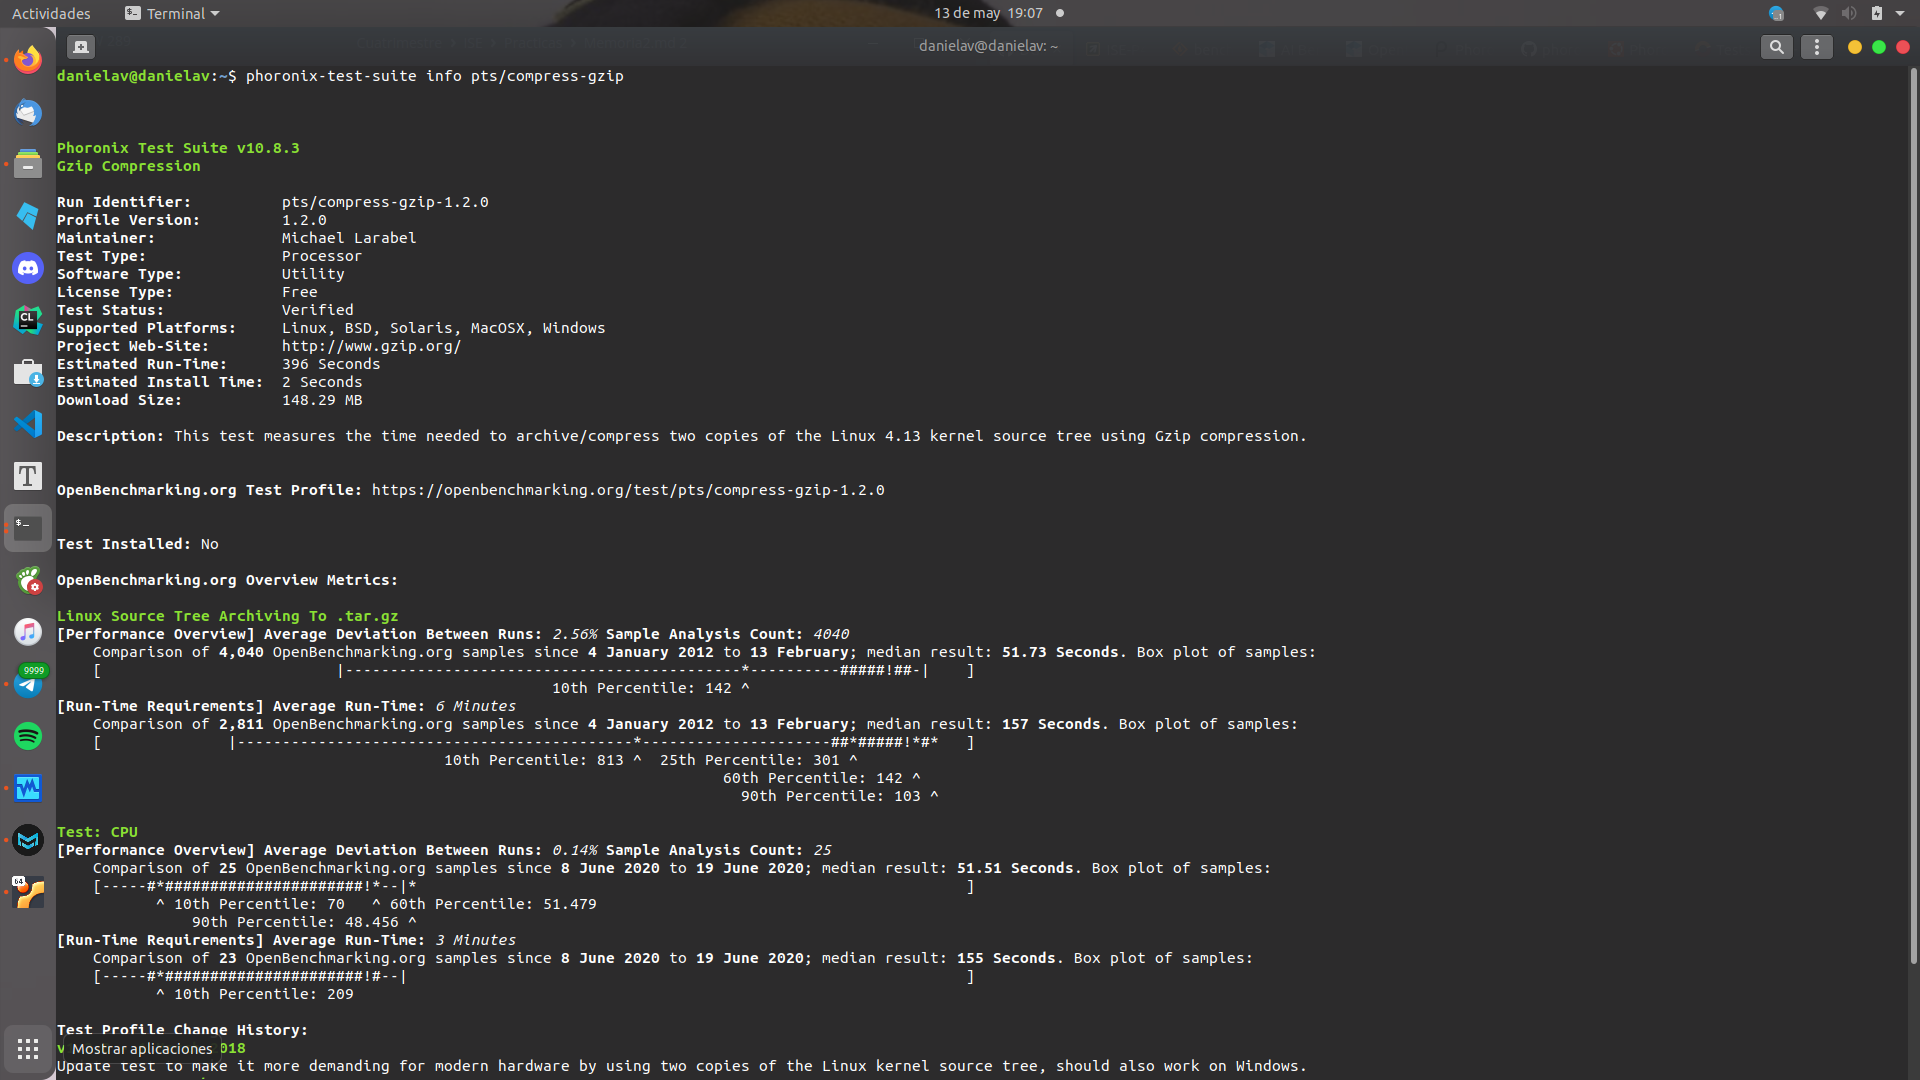 Actividades
Terminal
13 de may 19:07
danielav@danielav: ~
danielav@danielav:~$ phoronix-test-suite info pts/compress-gzip
Phoronix Test Suite v10.8.3
Gzip Compression
Run Identifier: pts/compress-gzip-1.2.0
Profile Version: 1.2.0
Maintainer: Michael Larabel
Test Type: Processor
Software Type: Utility
License Type: Free
Test Status: Verified
Supported Platforms: Linux, BSD, Solaris, MacOSX, Windows
Project Web-Site: http://www.gzip.org/
Estimated Run-Time: 396 Seconds
Estimated Install Time: 2 Seconds
Download Size: 148.29 MB
Description: This test measures the time needed to archive/compress two copies of the Linux 4.13 kernel source tree using Gzip compression.
OpenBenchmarking.org Test Profile: https://openbenchmarking.org/test/pts/compress-gzip-1.2.0
Test Installed: No
OpenBenchmarking.org Overview Metrics:
Linux Source Tree Archiving To .tar.gz
[Performance Overview] Average Deviation Between Runs: 2.56% Sample Analysis Count: 4040
Comparison of 4,040 OpenBenchmarking.org samples since 4 January 2012 to 13 February; median result: 51.73 Seconds. Box plot of samples:
[                          |--------------------------------------------*----------#####!##-|    ]
10th Percentile: 142 ^
[Run-Time Requirements] Average Run-Time: 6 Minutes
Comparison of 2,811 OpenBenchmarking.org samples since 4 January 2012 to 13 February; median result: 157 Seconds. Box plot of samples:
[              |--------------------------------------------*---------------------##*#####!*#*   ]
10th Percentile: 813 ^  25th Percentile: 301 ^
60th Percentile: 142 ^
90th Percentile: 103 ^
Test: CPU
[Performance Overview] Average Deviation Between Runs: 0.14% Sample Analysis Count: 25
Comparison of 25 OpenBenchmarking.org samples since 8 June 2020 to 19 June 2020; median result: 51.51 Seconds. Box plot of samples:
[-----#*######################!*--|*                                                             ]
^ 10th Percentile: 70   ^ 60th Percentile: 51.479
90th Percentile: 48.456 ^
[Run-Time Requirements] Average Run-Time: 3 Minutes
Comparison of 23 OpenBenchmarking.org samples since 8 June 2020 to 19 June 2020; median result: 155 Seconds. Box plot of samples:
[-----#*######################!#--|                                                              ]
^ 10th Percentile: 209
Test Profile Change History:
v
Mostrar aplicaciones
018
Update test to make it more demanding for modern hardware by using two copies of the Linux kernel source tree, should also work on Windows.
CL
T
$_
9999
64